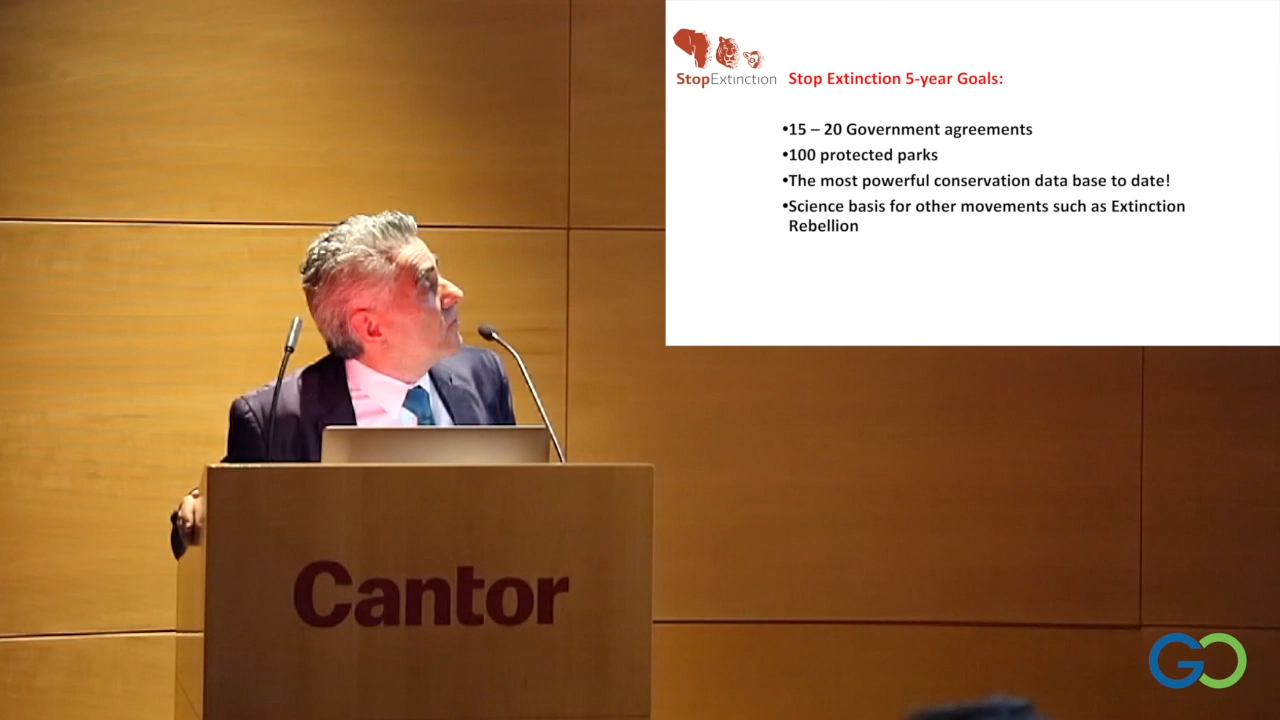 StopExtinction
Stop Extinction 5-year Goals:
•15 – 20 Government agreements
•100 protected parks
•The most powerful conservation data base to date!
•Science basis for other movements such as Extinction
Rebellion
Cantor
GO